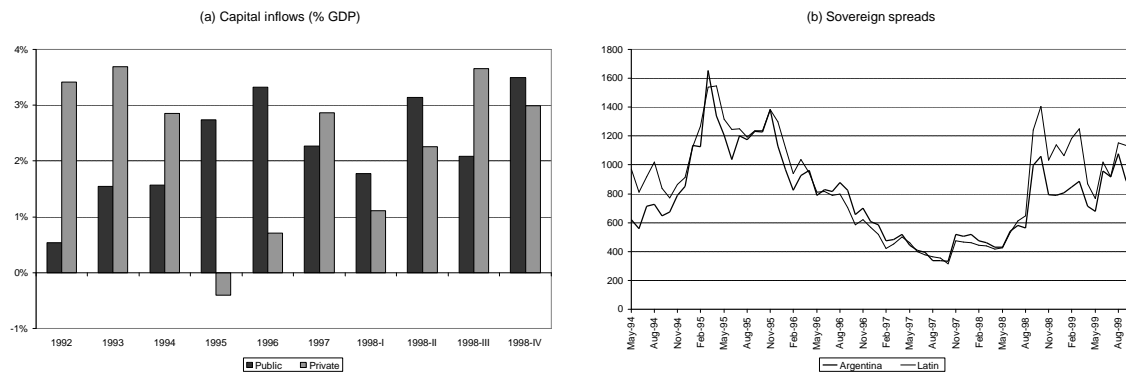 (a) Capital inflows (% GDP)
4%
3%
2%
1%
0%
-1%
1992 1993 1994 1995 1996 1997 1998-I 1998-II 1998-III 1998-IV
Public Private
(b) Sovereign spreads
1800
1600
1400
1200
1000
800
600
400
200
0
May-94
Aug-94
Nov-94
Feb-95
May-95
Aug-95
Nov-95
Feb-96
May-96
Aug-96
Nov-96
Feb-97
May-97
Aug-97
Nov-97
Feb-98
May-98
Aug-98
Nov-98
Feb-99
May-99
Aug-99
Argentina Latin